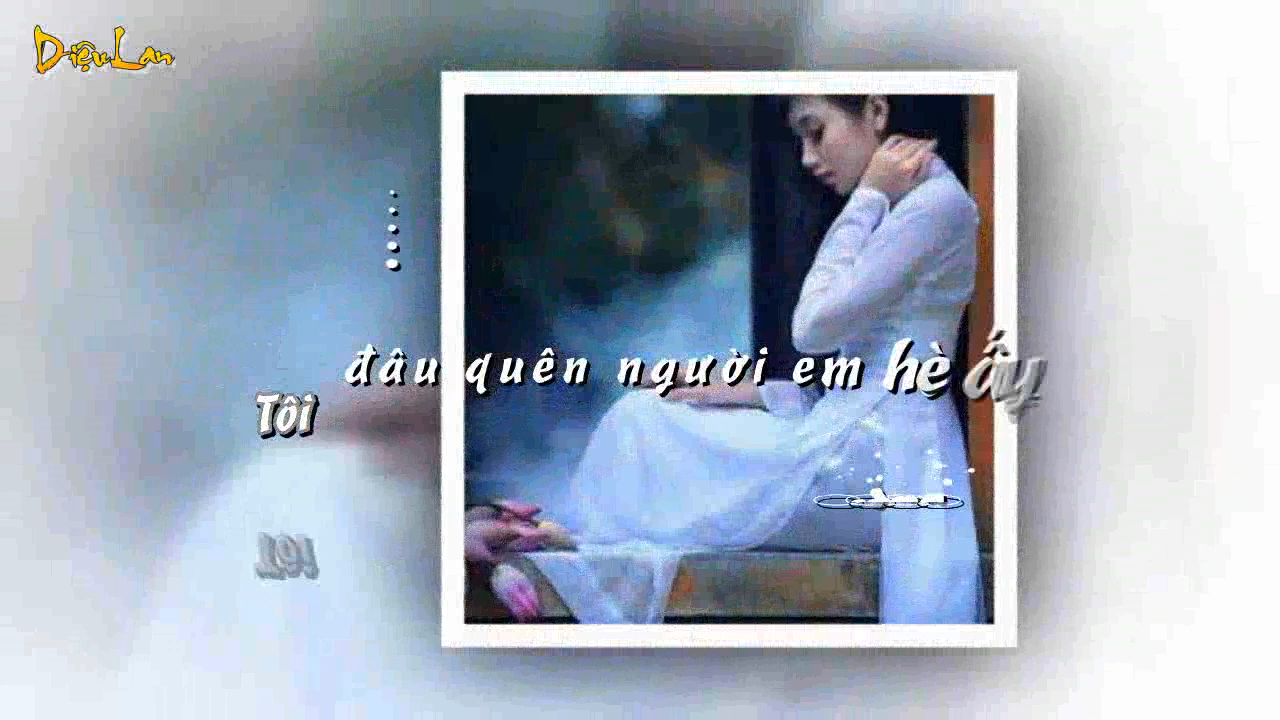 DiệuLan
Tôi đâu quên người em hè ấy